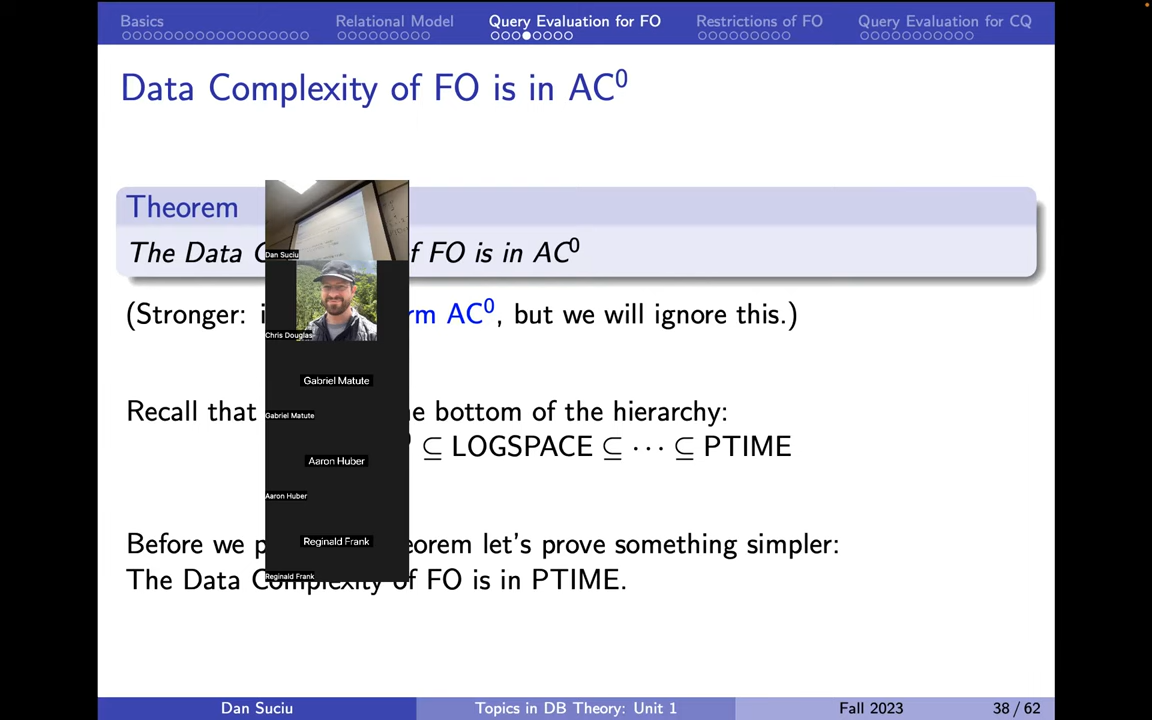 Basics Relational Model Query Evaluation for FO Restrictions of FO Query Evaluation for CQ
Data Complexity of FO is in AC⁰
Theorem
The Data C f FO is in AC⁰
Dan Suciu
(Stronger: i rm AC⁰, but we will ignore this.)
Chris Douglas
Gabriel Matute
Recall that e bottom of the hierarchy:
Gabriel Matute
⁰ ⊆ LOGSPACE ⊆ ··· ⊆ PTIME
Aaron Huber
Aaron Huber
Before we p eorem let's prove something simpler:
Reginald Frank
Reginald Frank
The Data Complexity of FO is in PTIME.
Dan Suciu Topics in DB Theory: Unit 1 Fall 2023 38 / 62